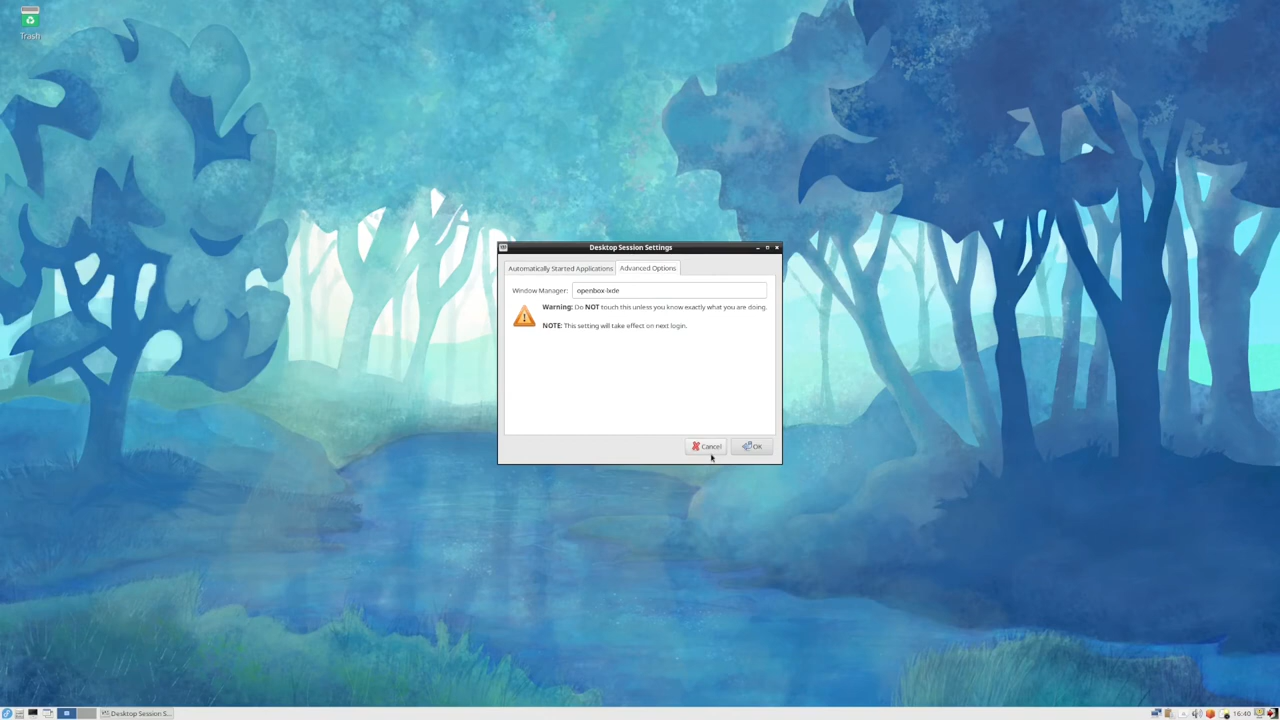 Trash
Desktop Session Settings
Automatically Started Applications
Advanced Options
Window Manager:
openbox-lxde
Warning: Do NOT touch this unless you know exactly what you are doing.
NOTE: This setting will take effect on next login.
Cancel
OK
Desktop Session S...
16:40